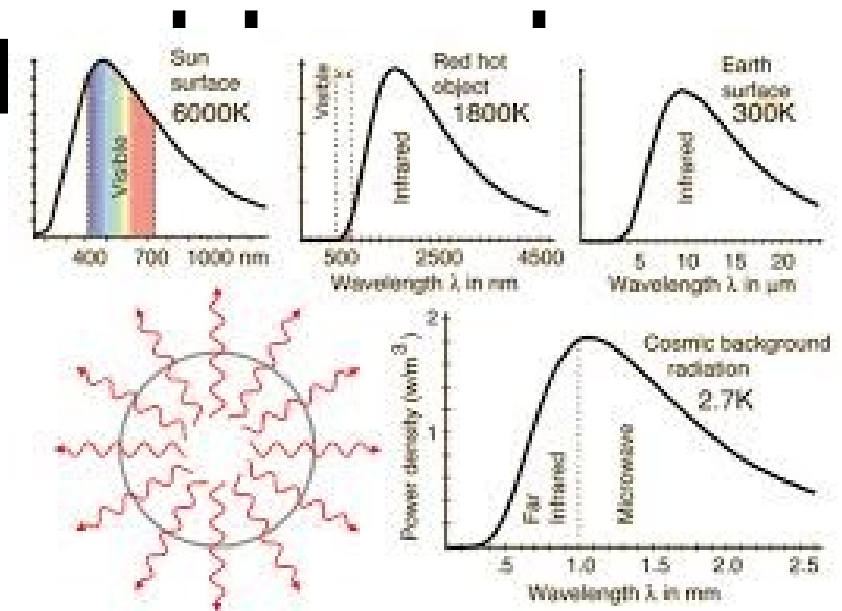 Sun
surface
6000K
Visible
400 700 1000 nm
Red hot
object
1800K
Visible
Infrared
500 2500 4500
Wavelength λ in nm
Earth
surface
300K
Infrared
5 10 15 20
Wavelength λ in μm
Cosmic background
radiation
2.7K
Power density (w/m³)
2
1
Far
Infrared
Microwave
.5 1.0 1.5 2.0 2.5
Wavelength λ in mm